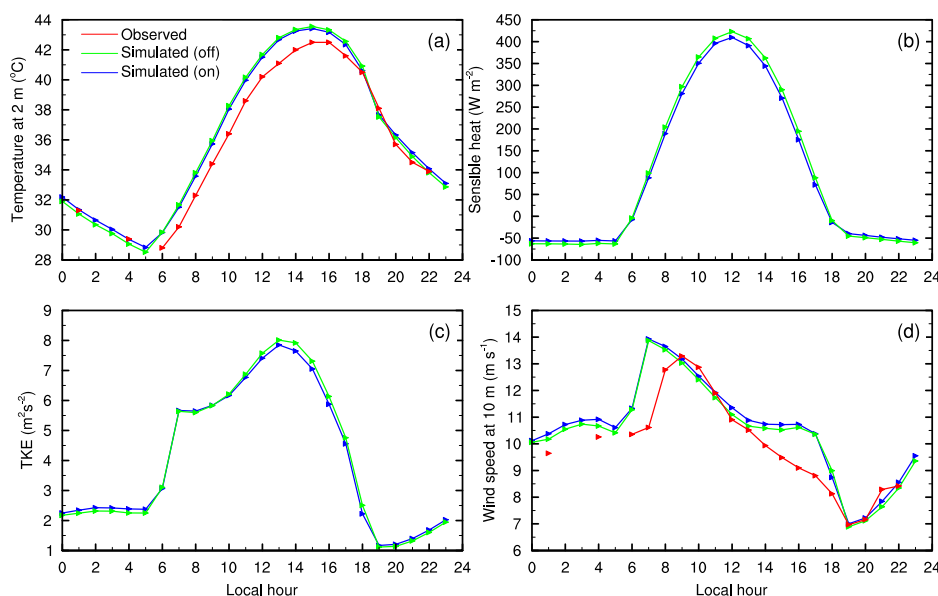 44
42
40
38
36
34
32
30
28
Temperature at 2 m (°C)
Observed
Simulated (off)
Simulated (on)
(a)
0 2 4 6 8 10 12 14 16 18 20 22 24
450
400
350
300
250
200
150
100
50
0
-50
-100
Sensible heat (W m-2)
(b)
0 2 4 6 8 10 12 14 16 18 20 22 24
9
8
7
6
5
4
3
2
1
TKE (m2s-2)
(c)
0 2 4 6 8 10 12 14 16 18 20 22 24
Local hour
15
14
13
12
11
10
9
8
7
6
Wind speed at 10 m (m s-1)
(d)
0 2 4 6 8 10 12 14 16 18 20 22 24
Local hour